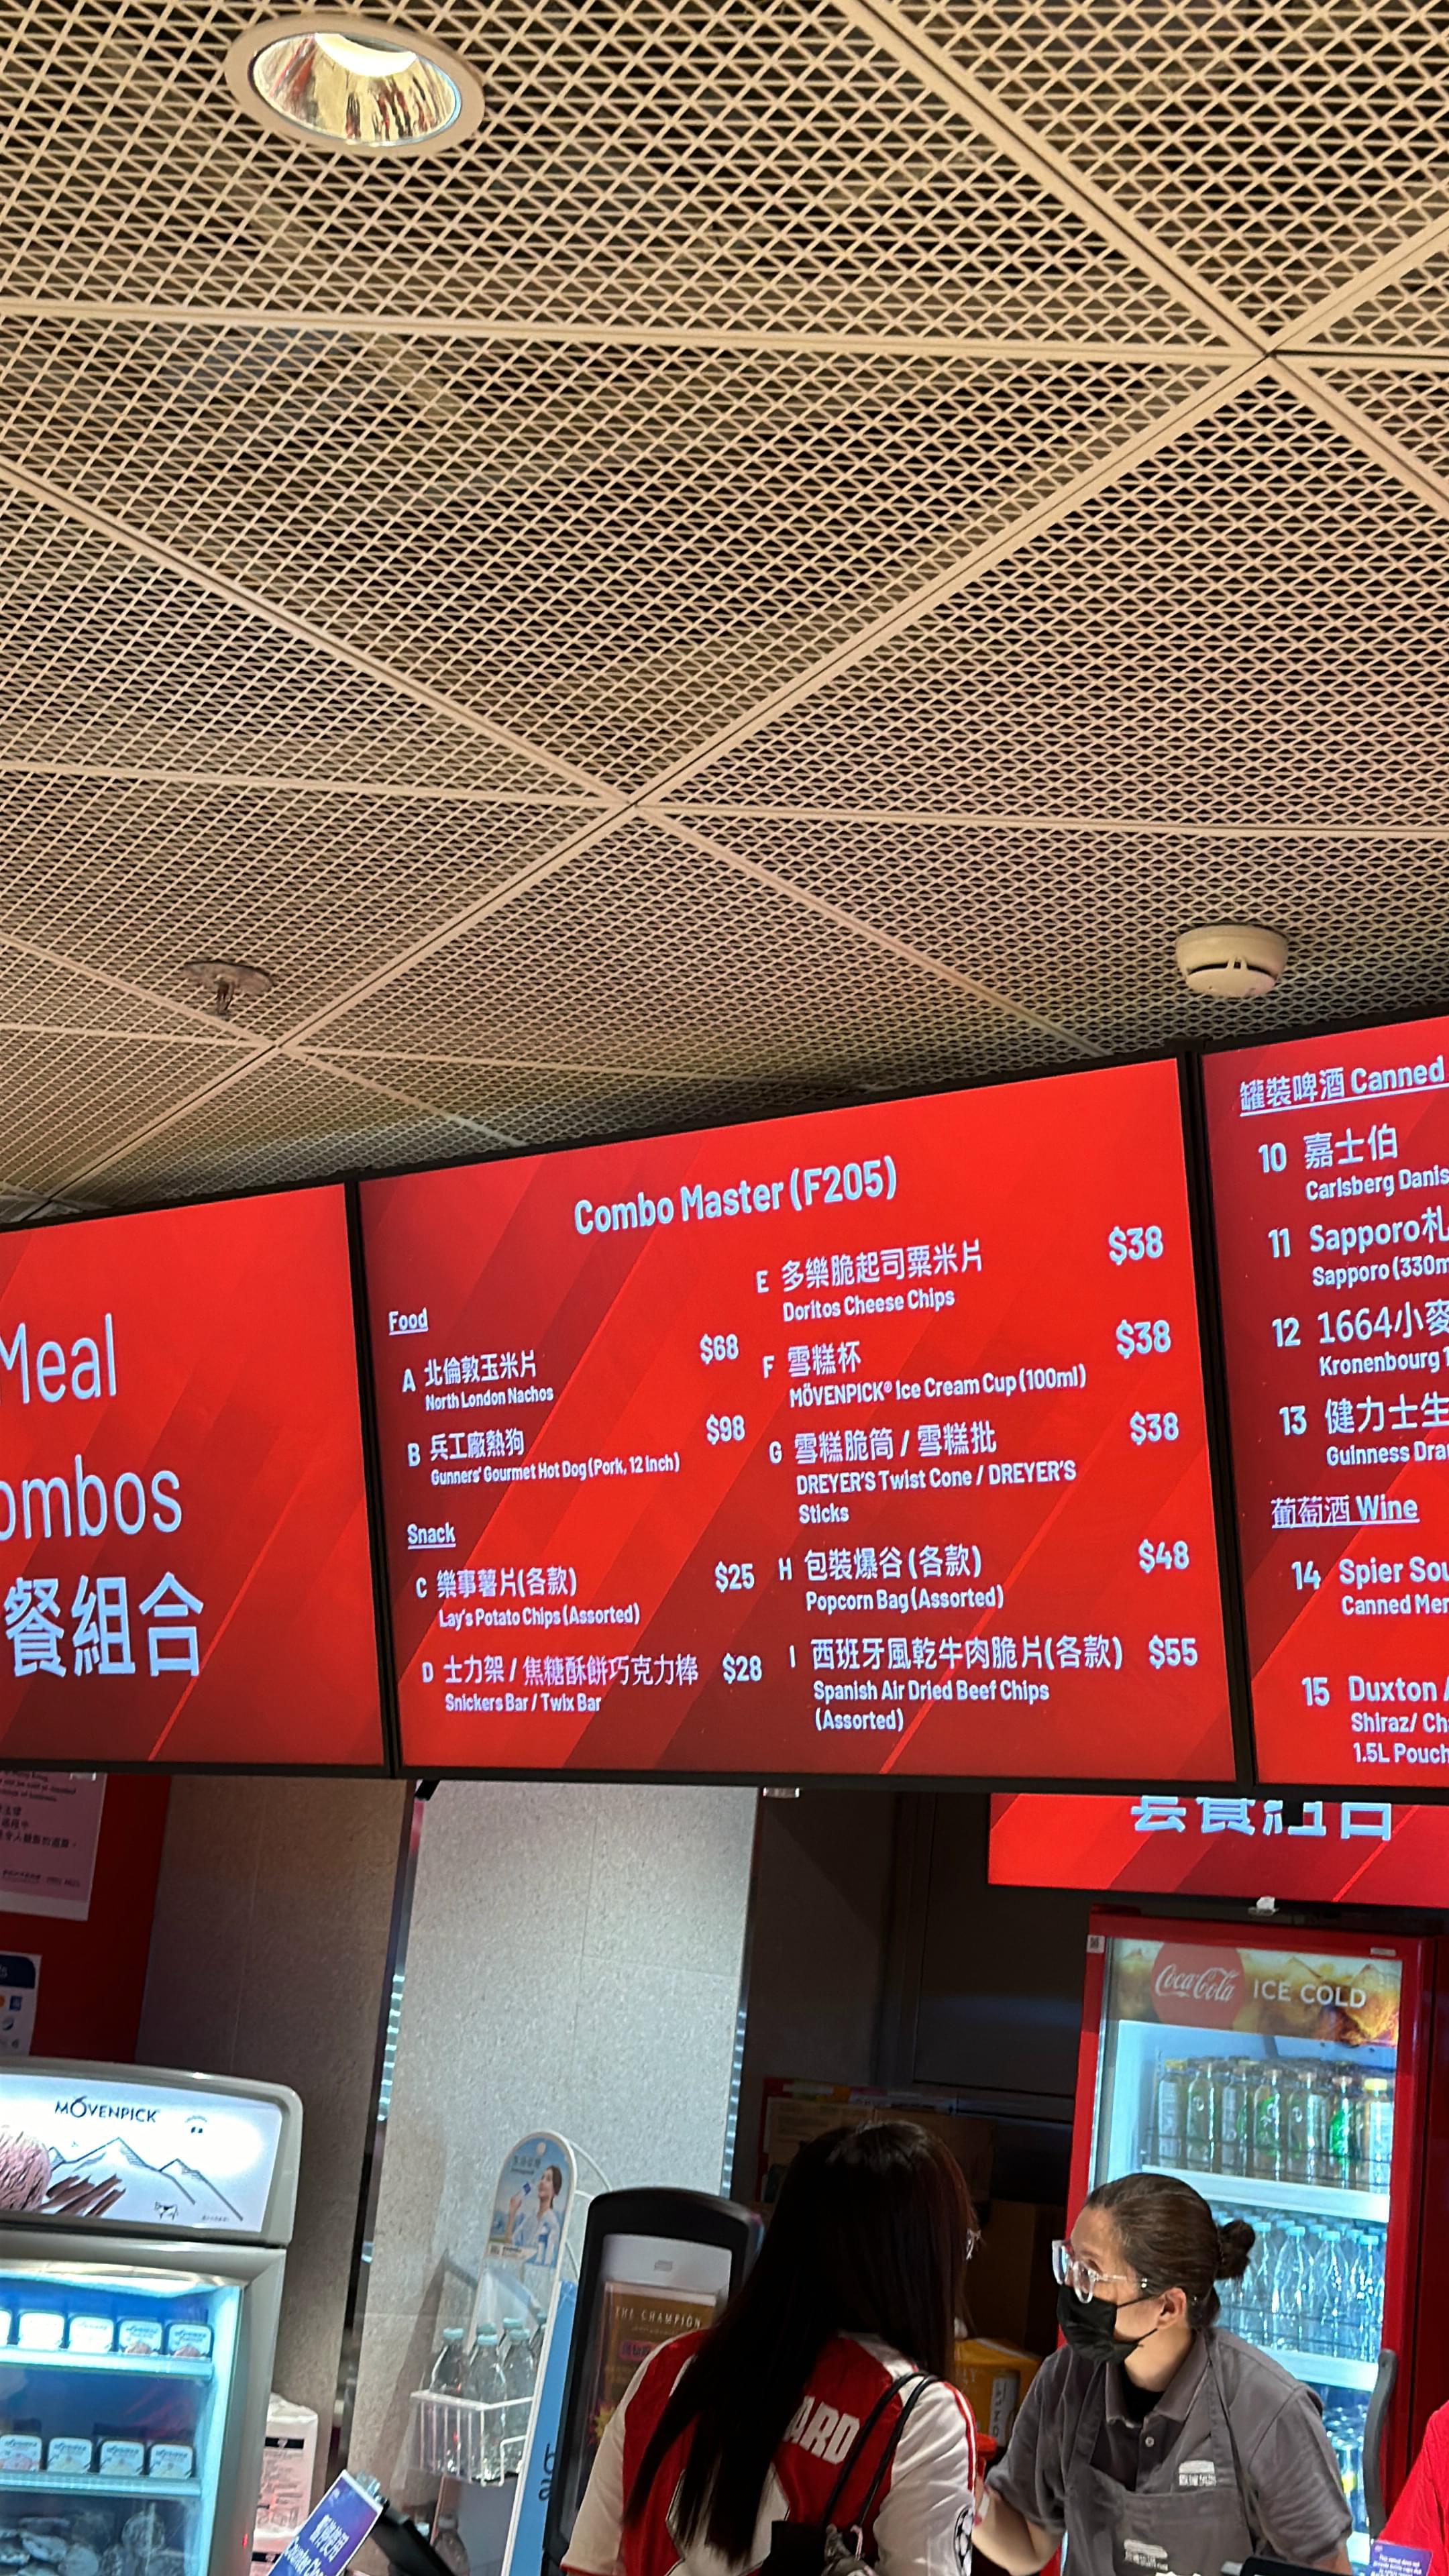 Meal
ombos
餐組合
Combo Master (F205)
Food
A 北倫敦玉米片 $68
North London Nachos
B 兵工廠熱狗 $98
Gunners' Gourmet Hot Dog (Pork, 12 Inch)
Snack
C 樂事薯片(各款) $25
Lay's Potato Chips (Assorted)
D 士力架 / 焦糖酥餅巧克力棒 $28
Snickers Bar / Twix Bar
E 多樂脆起司粟米片 $38
Doritos Cheese Chips
F 雪糕杯 $38
MÖVENPICK® Ice Cream Cup (100ml)
G 雪糕脆筒 / 雪糕批 $38
DREYER'S Twist Cone / DREYER'S
Sticks
H 包裝爆谷 (各款) $48
Popcorn Bag (Assorted)
I 西班牙風乾牛肉脆片(各款) $55
Spanish Air Dried Beef Chips
(Assorted)
罐裝啤酒 Canned
10 嘉士伯
Carlsberg Danis
11 Sapporo札
Sapporo (330m
12 1664小麥
Kronenbourg 1
13 健力士生
Guinness Dra
葡萄酒 Wine
14 Spier Sou
Canned Mer
15 Duxton
Shiraz/ Ch
1.5L Pouch
套餐組合
Coca-Cola ICE COLD
MÖVENPICK
THE CHAMPION
ARD